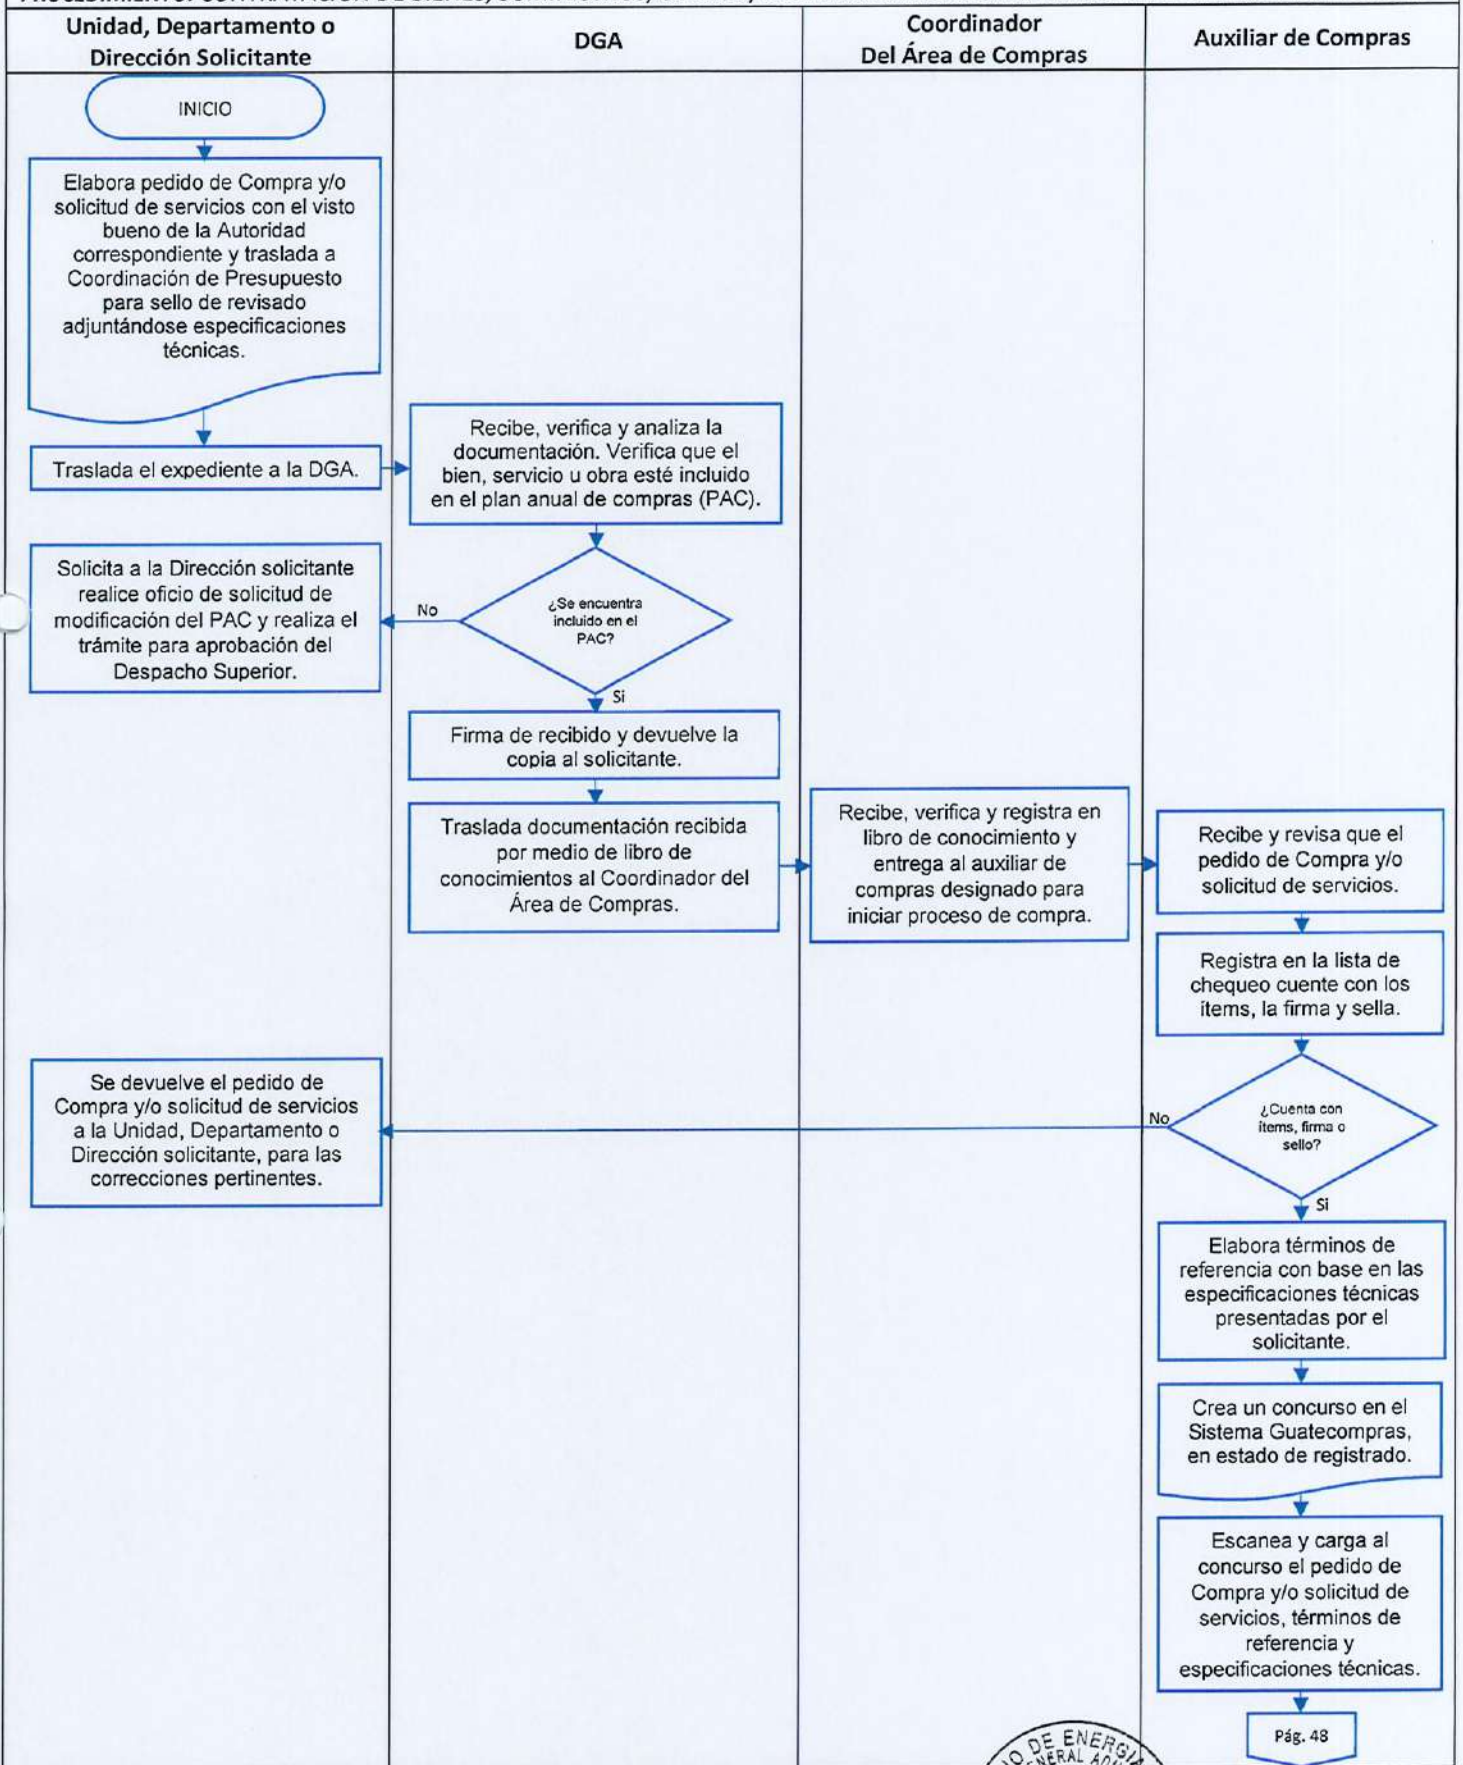 Unidad, Departamento o
Dirección Solicitante
DGA
Coordinador
Del Área de Compras
Auxiliar de Compras
INICIO
Elabora pedido de Compra y/o
solicitud de servicios con el visto
bueno de la Autoridad
correspondiente y traslada a
Coordinación de Presupuesto
para sello de revisado
adjuntándose especificaciones
técnicas.
Traslada el expediente a la DGA.
Recibe, verifica y analiza la
documentación. Verifica que el
bien, servicio u obra esté incluido
en el plan anual de compras (PAC).
¿Se encuentra
incluido en el
PAC?
No
Solicita a la Dirección solicitante
realice oficio de solicitud de
modificación del PAC y realiza el
trámite para aprobación del
Despacho Superior.
Si
Firma de recibido y devuelve la
copia al solicitante.
Traslada documentación recibida
por medio de libro de
conocimientos al Coordinador del
Área de Compras.
Recibe, verifica y registra en
libro de conocimiento y
entrega al auxiliar de
compras designado para
iniciar proceso de compra.
Recibe y revisa que el
pedido de Compra y/o
solicitud de servicios.
Registra en la lista de
chequeo cuente con los
ítems, la firma y sella.
¿Cuenta con
ítems, firma o
sello?
No
Se devuelve el pedido de
Compra y/o solicitud de servicios
a la Unidad, Departamento o
Dirección solicitante, para las
correcciones pertinentes.
Si
Elabora términos de
referencia con base en las
especificaciones técnicas
presentadas por el
solicitante.
Crea un concurso en el
Sistema Guatecompras,
en estado de registrado.
Escanea y carga al
concurso el pedido de
Compra y/o solicitud de
servicios, términos de
referencia y
especificaciones técnicas.
Pág. 48
DE ENERGIA